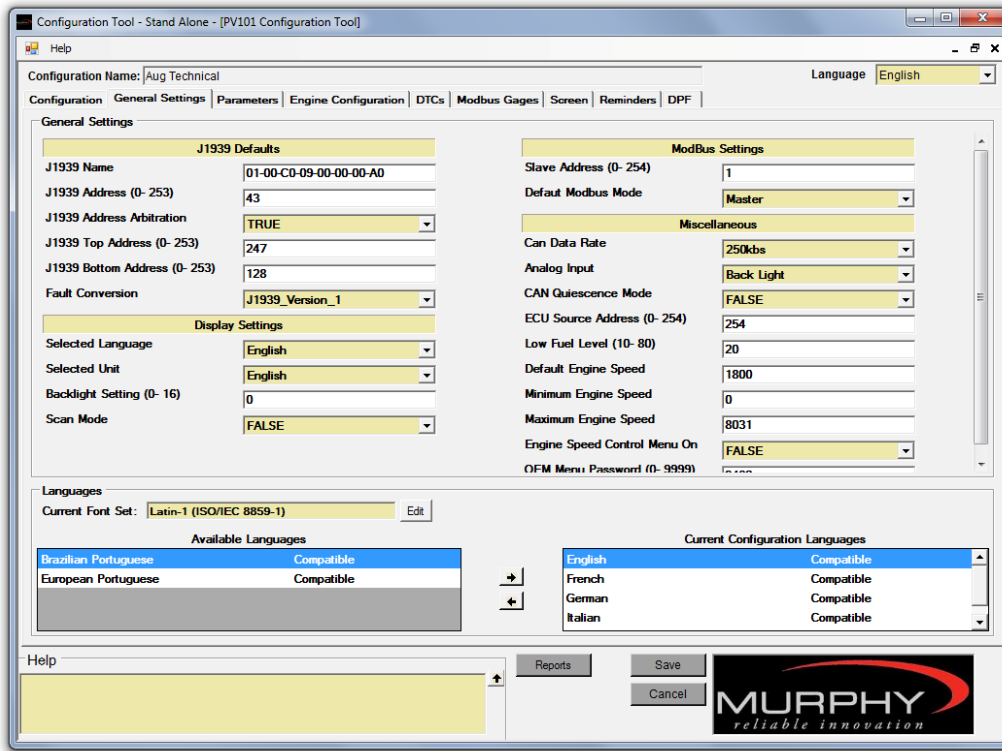 Configuration Tool - Stand Alone - [PV101 Configuration Tool]
Help
Configuration Name: Aug Technical
Language English
Configuration General Settings Parameters Engine Configuration DTCs Modbus Gages Screen Reminders DPF
General Settings
J1939 Defaults
J1939 Name 01-00-C0-09-00-00-00-A0
J1939 Address (0- 253) 43
J1939 Address Arbitration TRUE
J1939 Top Address (0- 253) 247
J1939 Bottom Address (0- 253) 128
Fault Conversion J1939_Version_1
Display Settings
Selected Language English
Selected Unit English
Backlight Setting (0- 16) 0
Scan Mode FALSE
ModBus Settings
Slave Address (0- 254) 1
Defaut Modbus Mode Master
Miscellaneous
Can Data Rate 250kbs
Analog Input Back Light
CAN Quiescence Mode FALSE
ECU Source Address (0- 254) 254
Low Fuel Level (10- 80) 20
Default Engine Speed 1800
Minimum Engine Speed 0
Maximum Engine Speed 8031
Engine Speed Control Menu On FALSE
OEM Menu Password (0- 9999)
Languages
Current Font Set: Latin-1 (ISO/IEC 8859-1) Edit
Available Languages
Brazilian Portuguese Compatible
European Portuguese Compatible
Current Configuration Languages
English Compatible
French Compatible
German Compatible
Italian Compatible
Help
Reports
Save
Cancel
MURPHY
reliable innovation